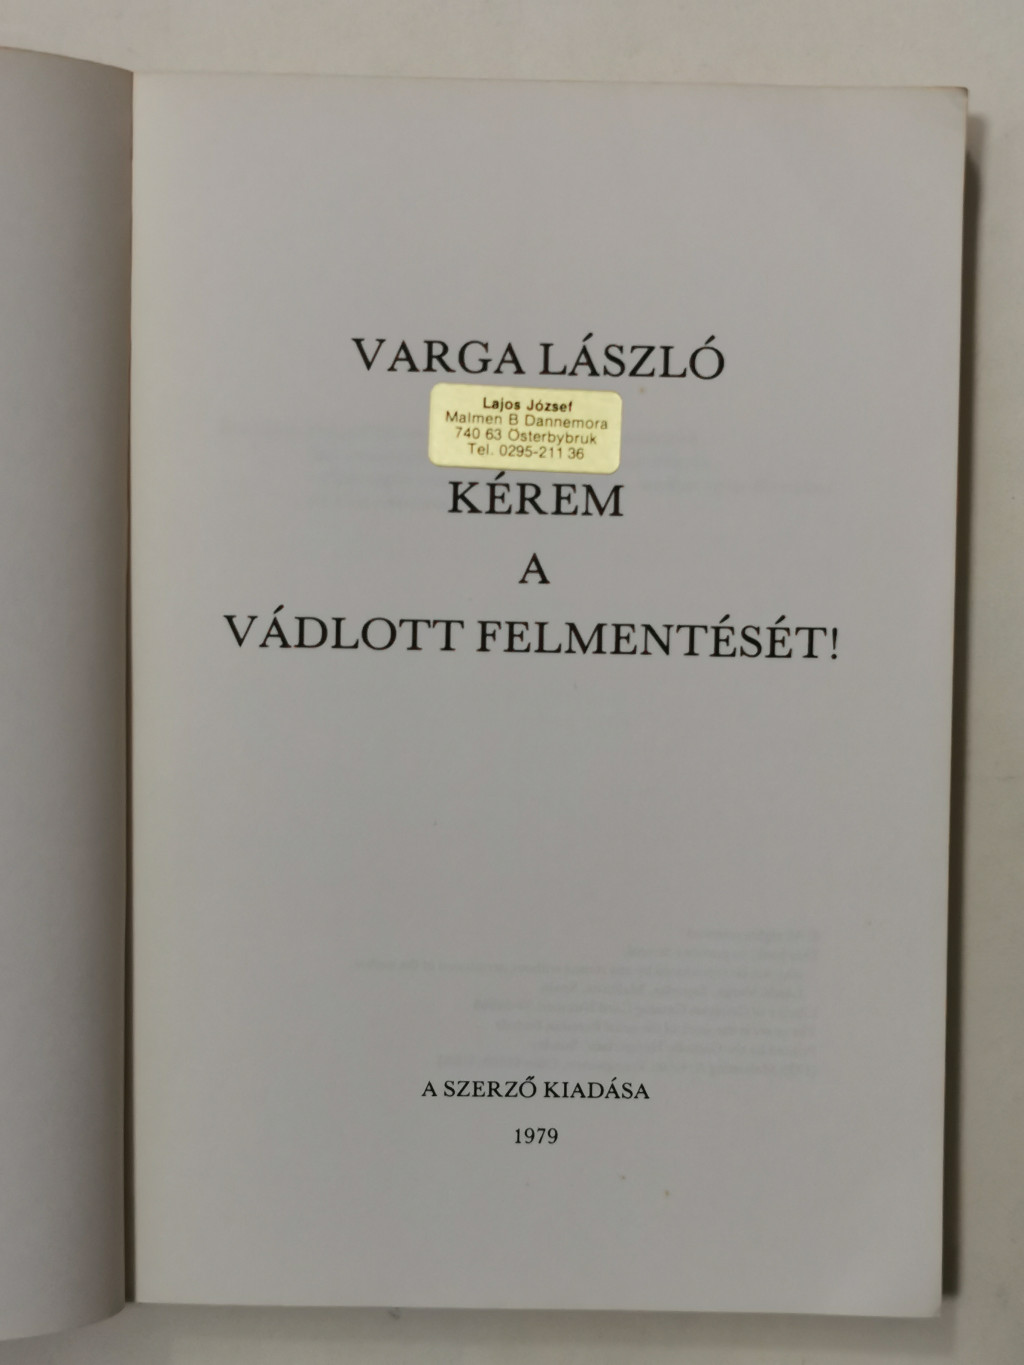 VARGA LÁSZLÓ
Lajos József
Malmen B Dannemora
740 63 Österbybruk
Tel. 0295-211 36
KÉREM
A
VÁDLOTT FELMENTÉSÉT!
A SZERZŐ KIADÁSA
1979